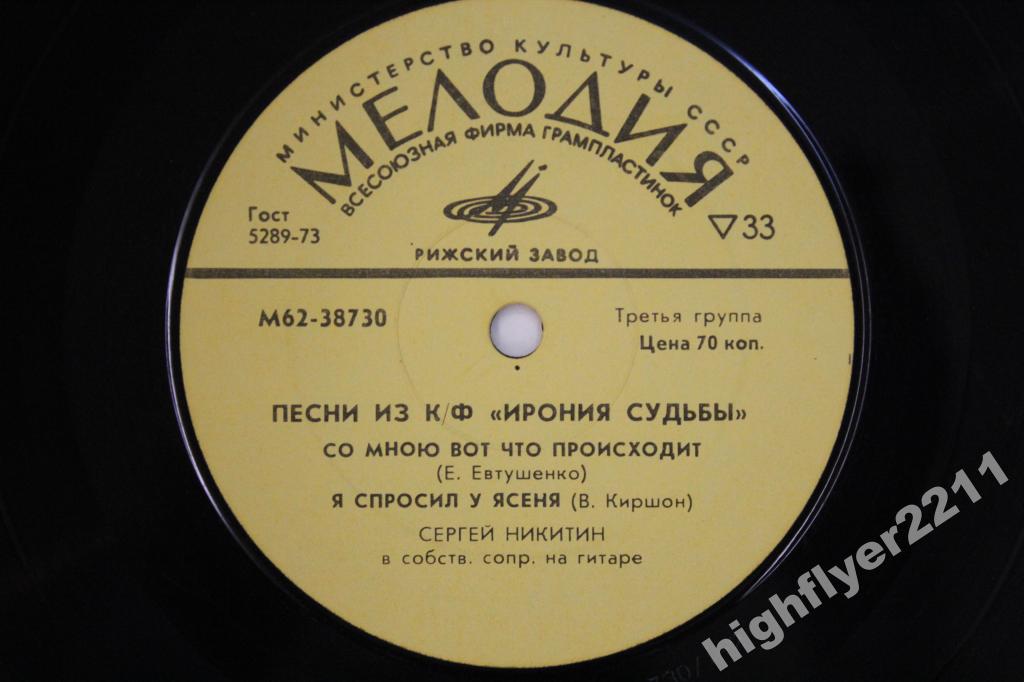 МИНИСТЕРСТВО КУЛЬТУРЫ СССР
МЕЛОДИЯ
ВСЕСОЮЗНАЯ ФИРМА ГРАМПЛАСТИНОК
Гост
5289-73
▽33
РИЖСКИЙ ЗАВОД
М62-38730
Третья группа
Цена 70 коп.
ПЕСНИ ИЗ К/Ф «ИРОНИЯ СУДЬБЫ»
СО МНОЮ ВОТ ЧТО ПРОИСХОДИТ
(Е. Евтушенко)
Я СПРОСИЛ У ЯСЕНЯ (В. Киршон)
СЕРГЕЙ НИКИТИН
в собств. сопр. на гитаре
highflyer2211